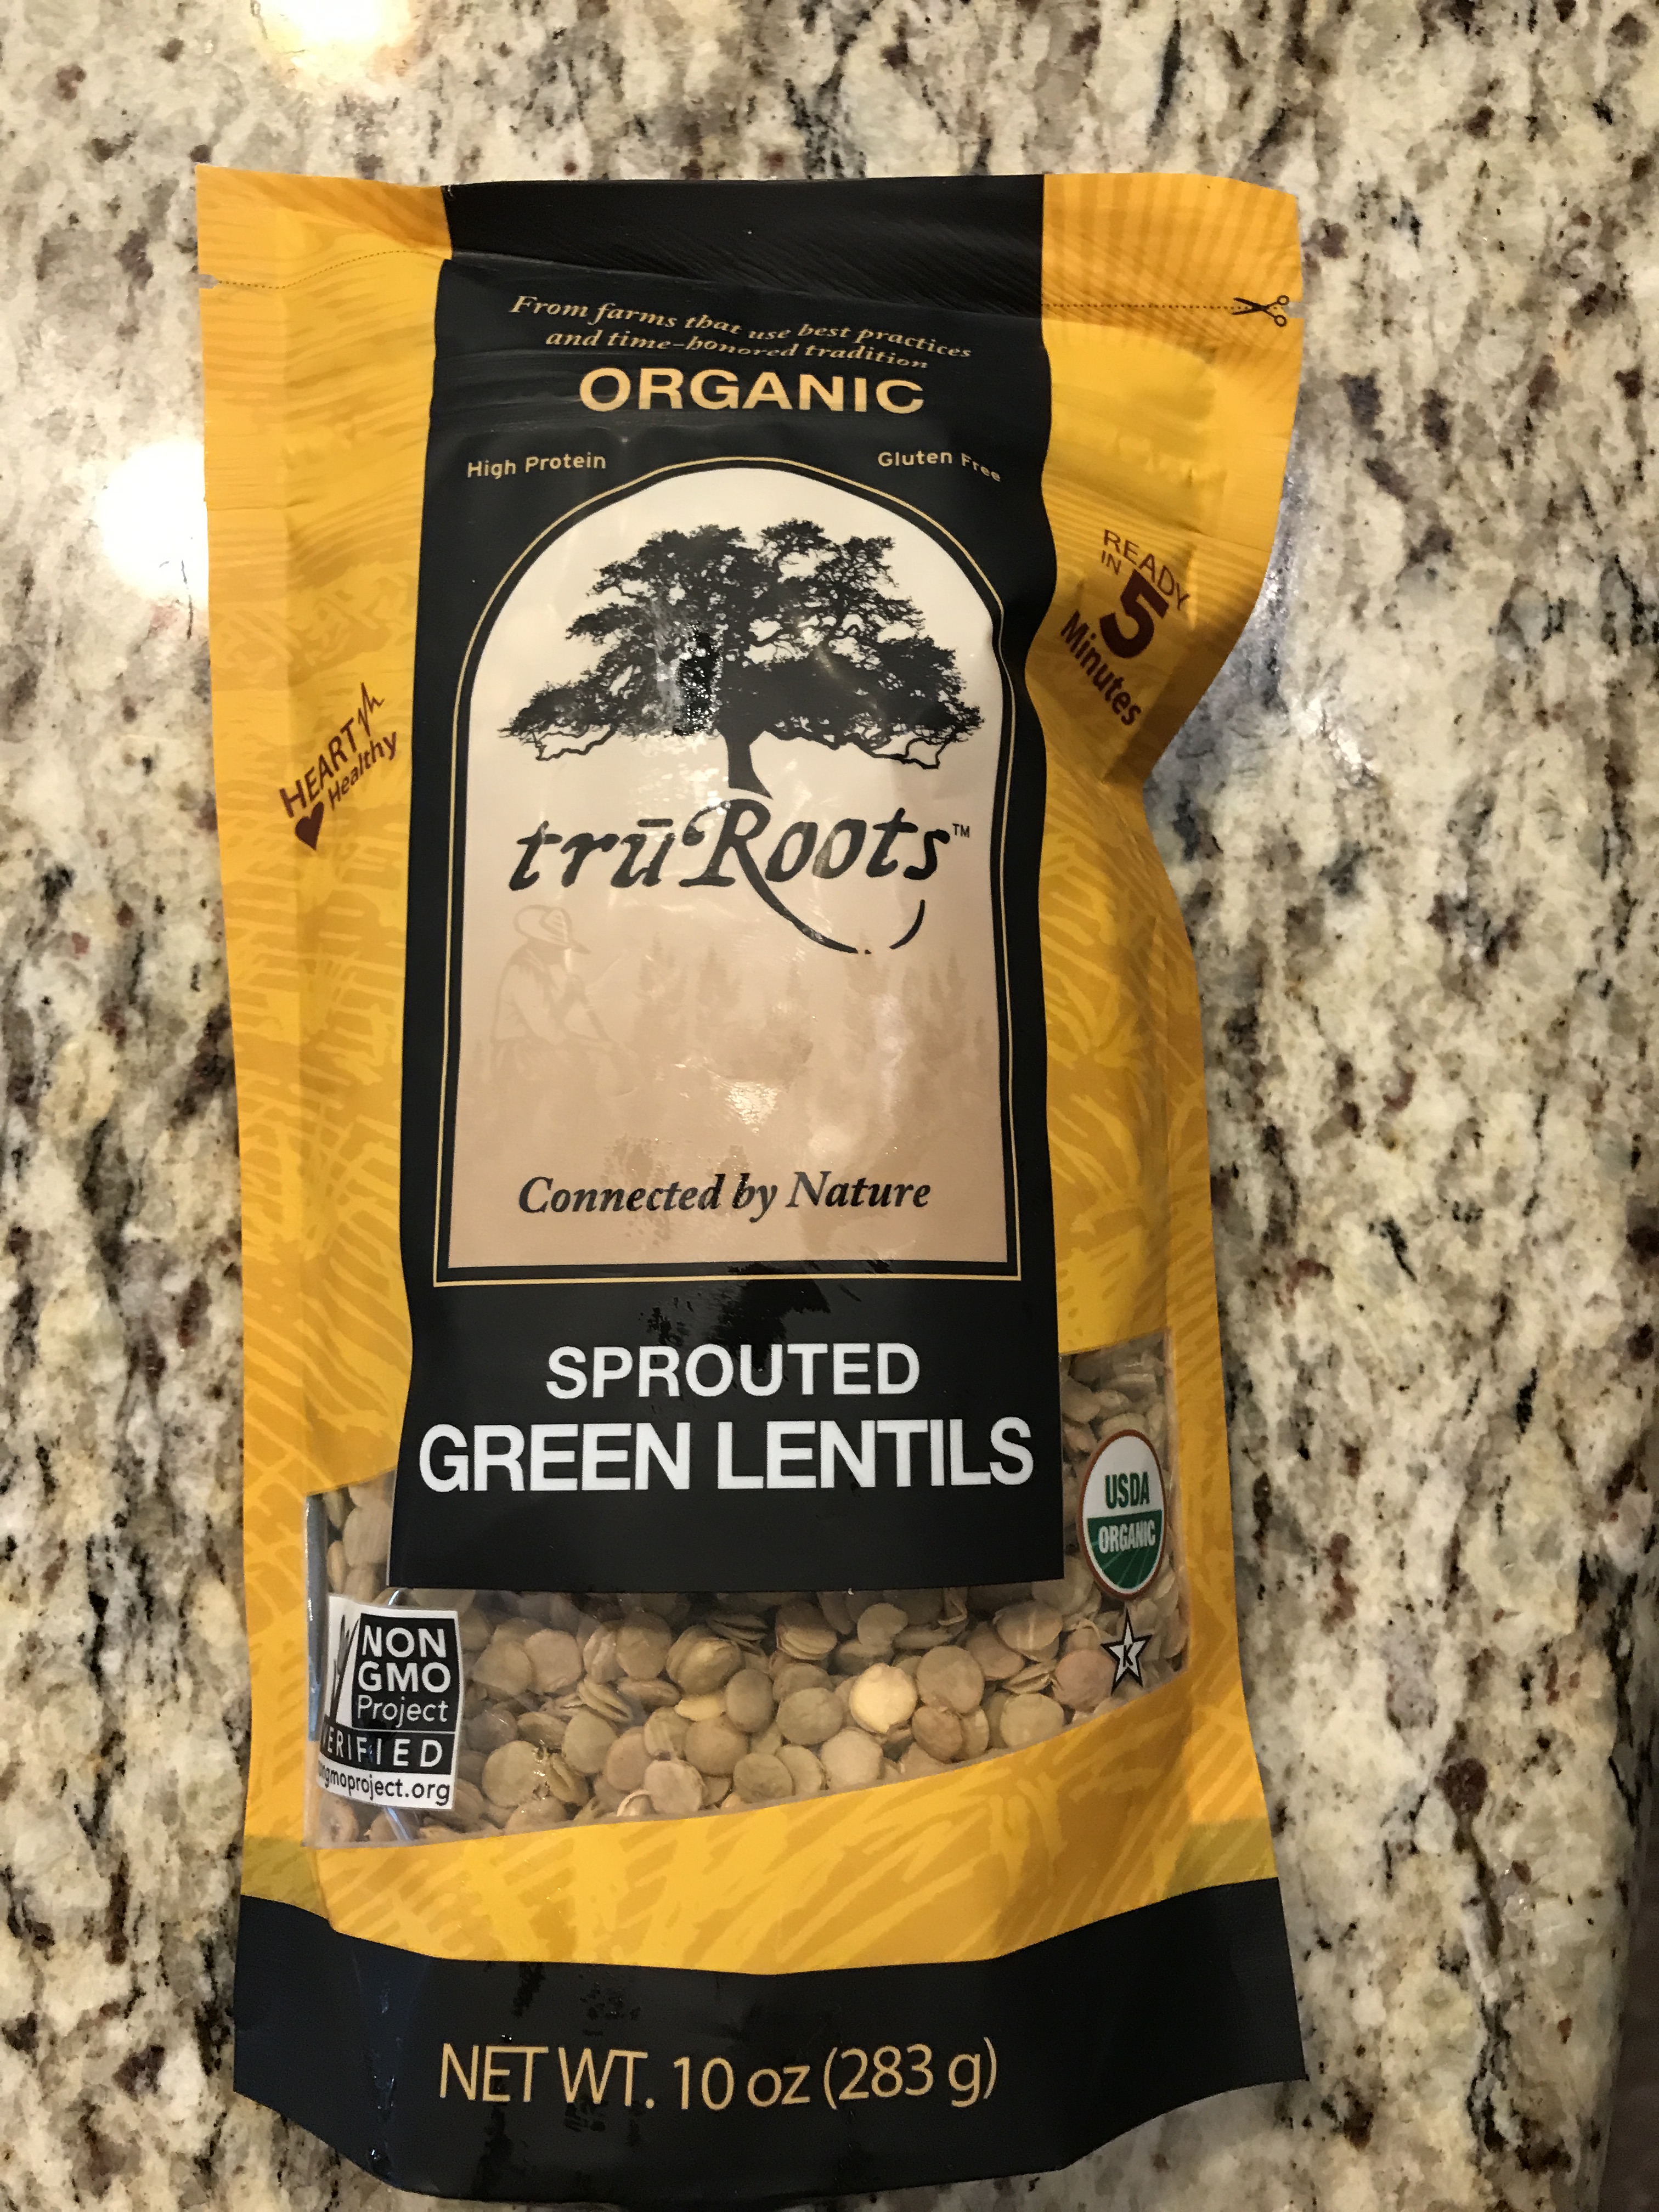 From farms that use best practices
and time-honored tradition
ORGANIC
High Protein
Gluten Free
READY
IN
5
Minutes
HEART
Healthy
trūRoots™
Connected by Nature
SPROUTED
GREEN LENTILS
USDA
ORGANIC
K
NON
GMO
Project
VERIFIED
ngmoproject.org
NET WT. 10 oz (283 g)